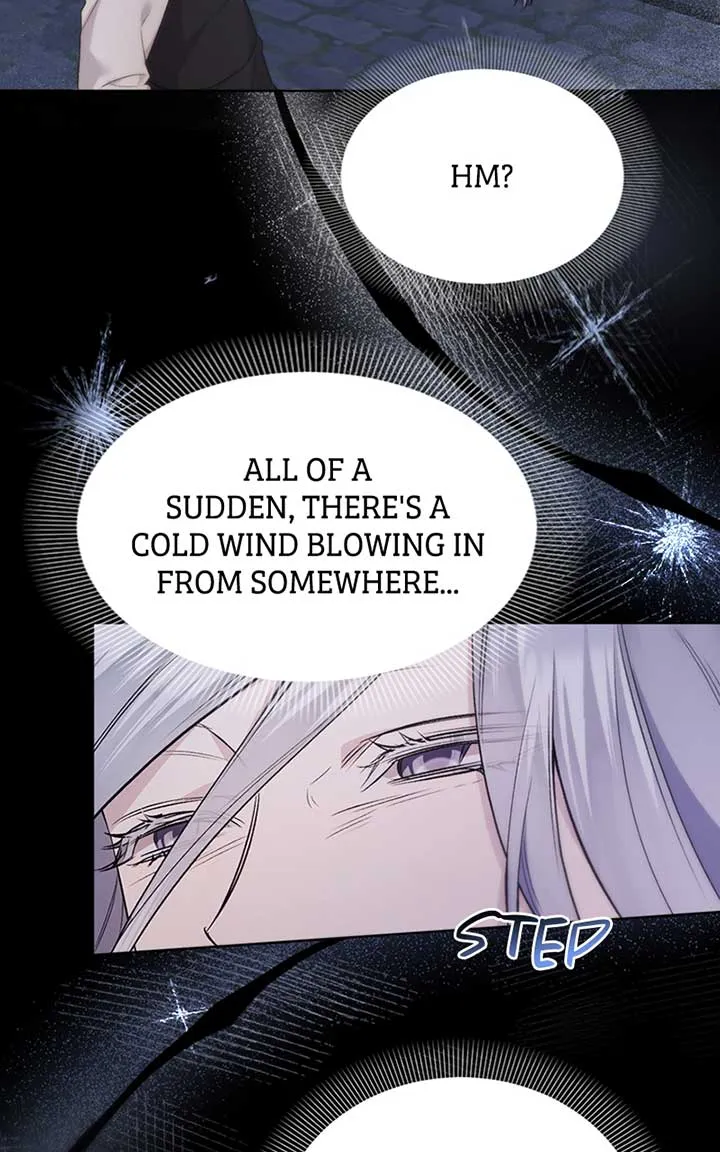 HM?
ALL OF A
SUDDEN, THERE'S A
COLD WIND BLOWING IN
FROM SOMEWHERE...
STEP